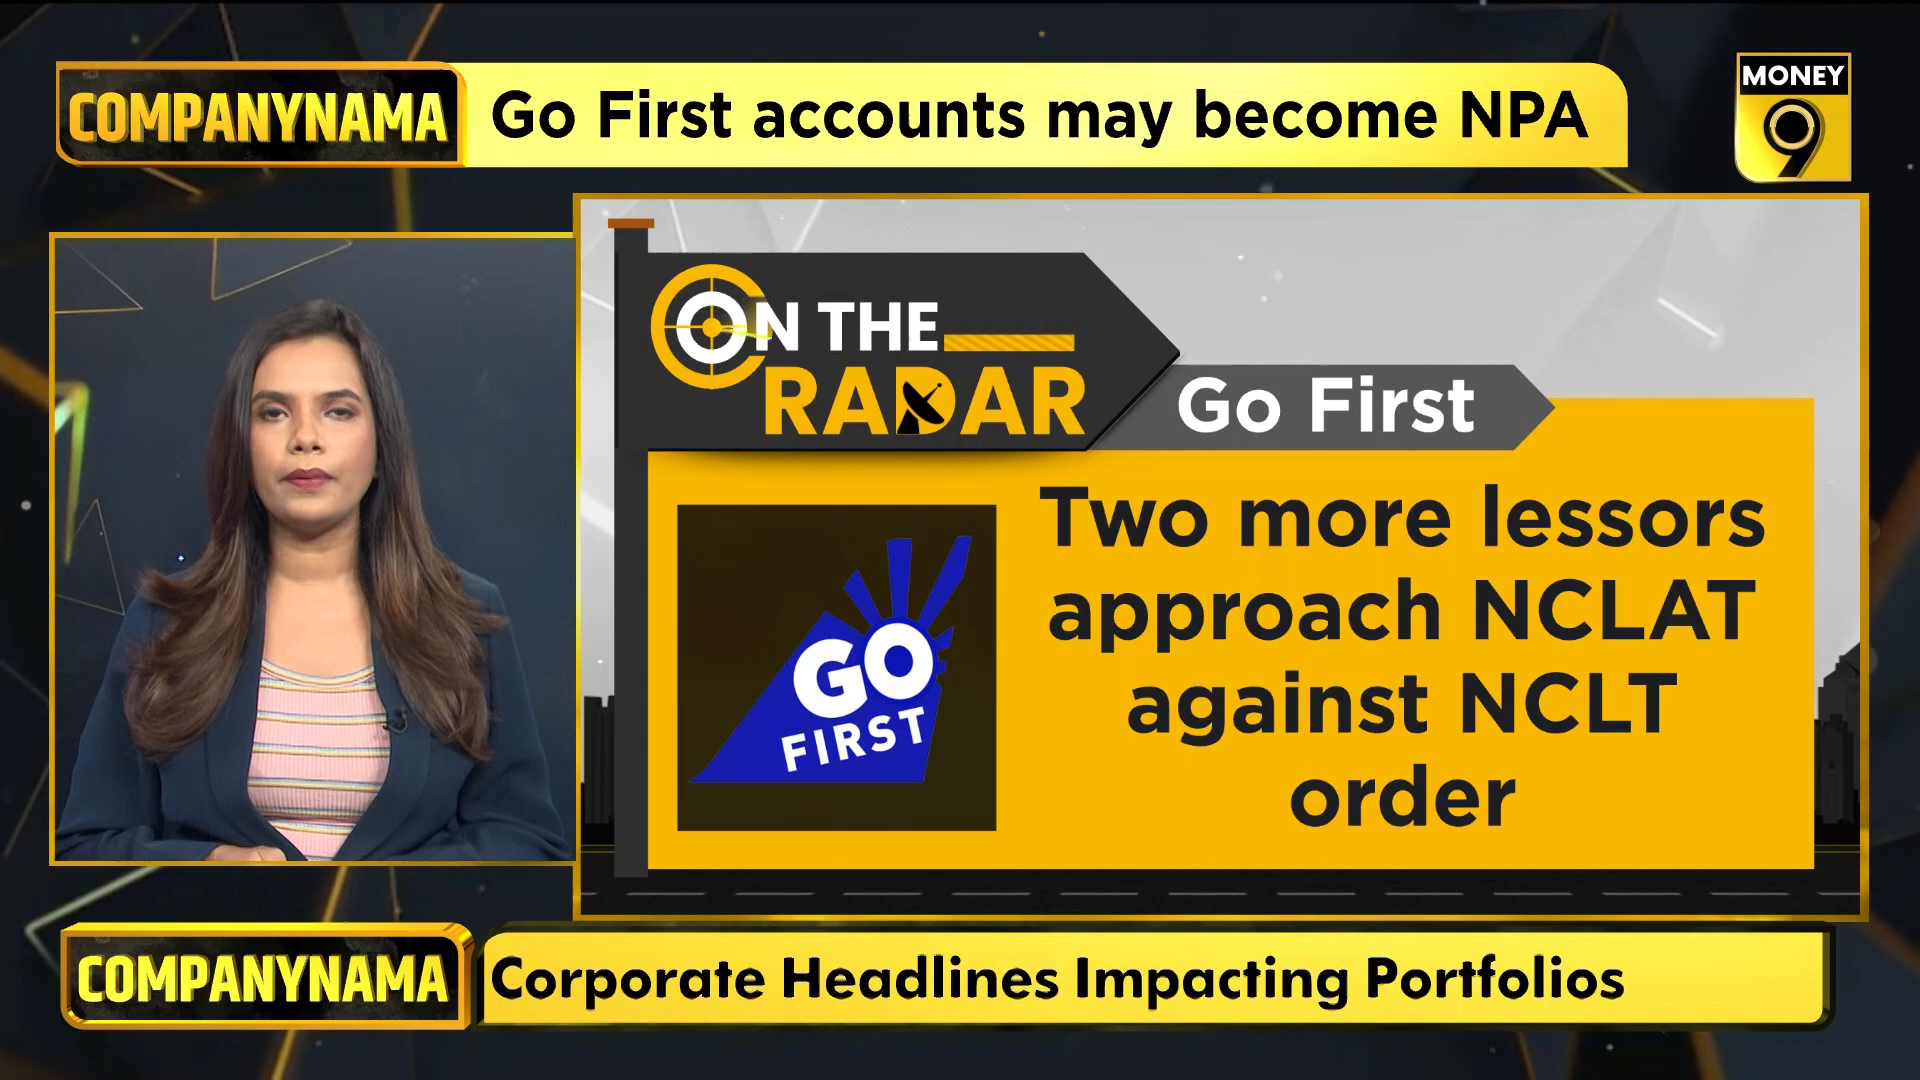 COMPANYNAMA
Go First accounts may become NPA
MONEY
9
ON THE
RADAR
Go First
GO
FIRST
Two more lessors
approach NCLAT
against NCLT
order
COMPANYNAMA
Corporate Headlines Impacting Portfolios